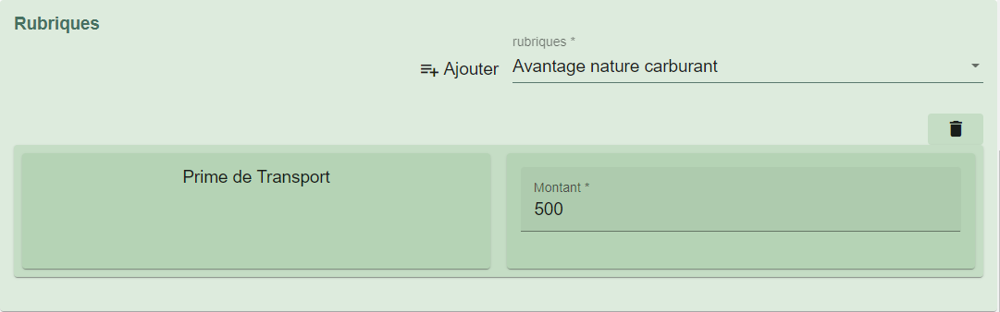 Rubriques
rubriques *
Ajouter
Avantage nature carburant
Prime de Transport
Montant *
500